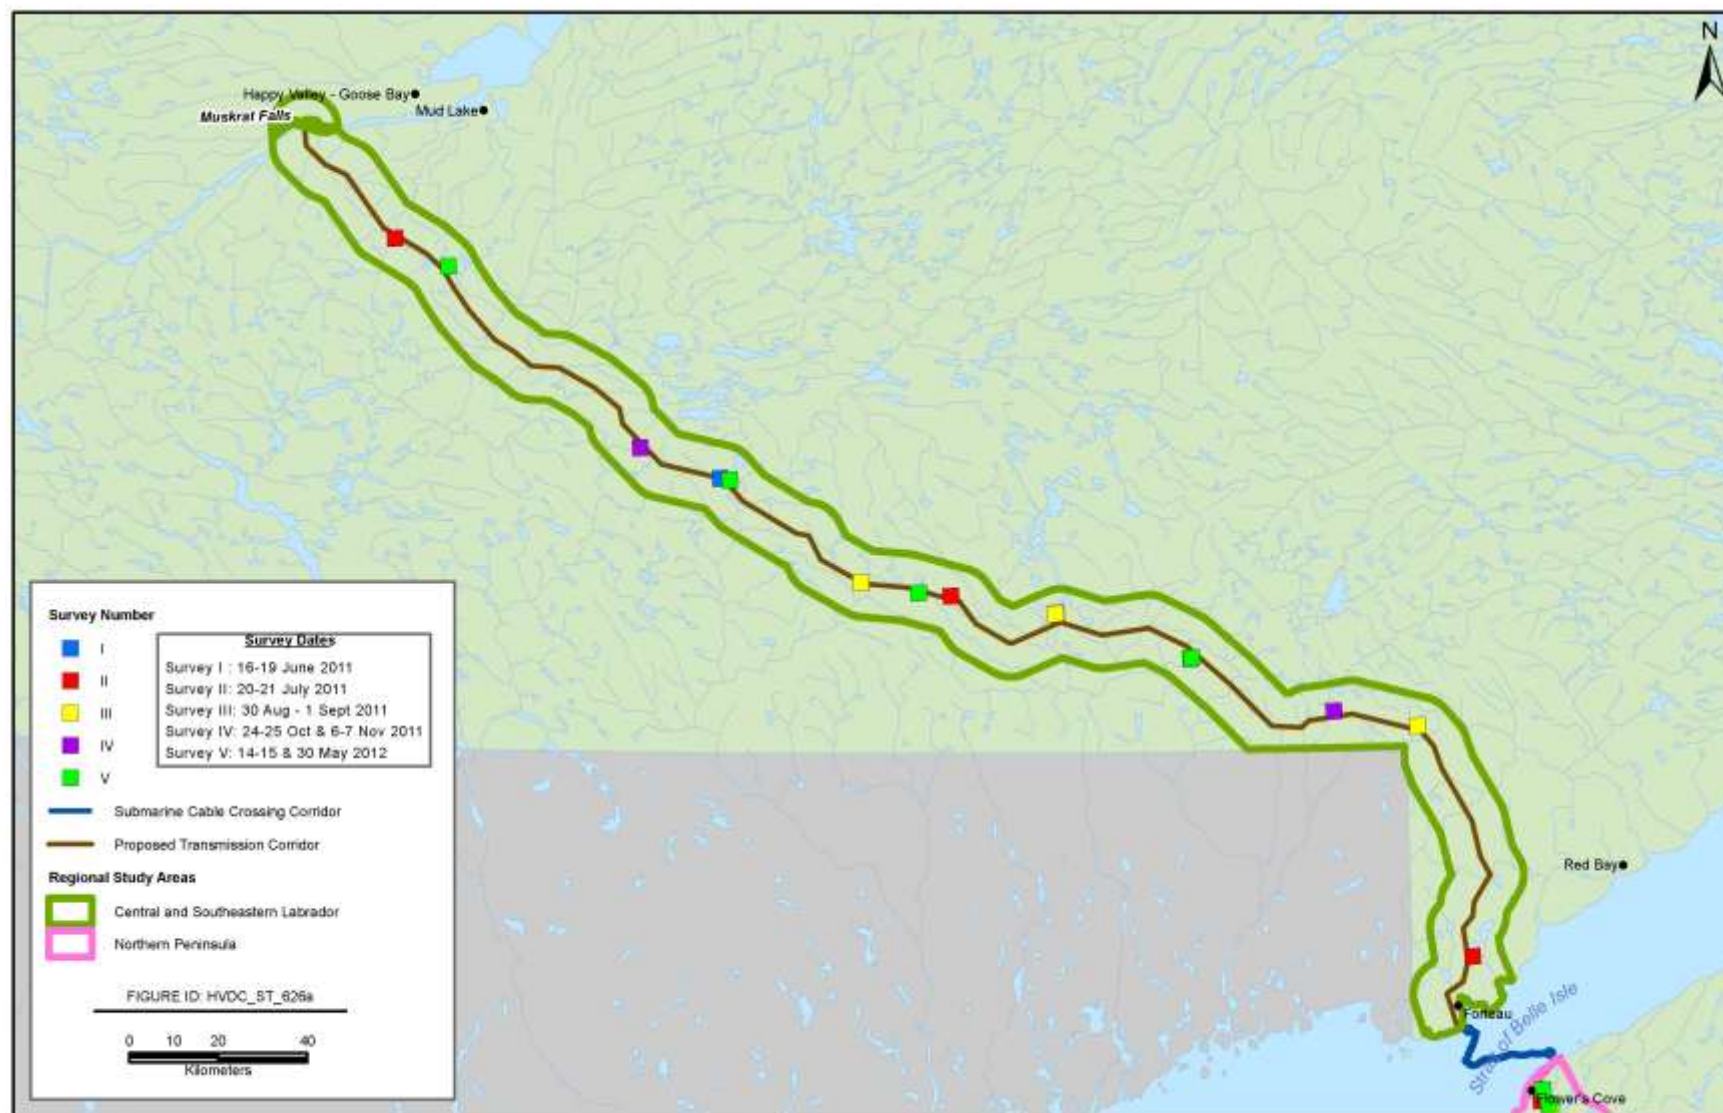 N
Happy Valley - Goose Bay
Mud Lake
Muskrat Falls
Survey Number
I
II
III
IV
V
Survey Dates
Survey I : 16-19 June 2011
Survey II: 20-21 July 2011
Survey III: 30 Aug - 1 Sept 2011
Survey IV: 24-25 Oct & 6-7 Nov 2011
Survey V: 14-15 & 30 May 2012
Submarine Cable Crossing Corridor
Proposed Transmission Corridor
Regional Study Areas
Central and Southeastern Labrador
Northern Peninsula
FIGURE ID: HVDC_ST_626a
0 10 20 40
Kilometers
Red Bay
Forteau
Strait of Belle Isle
Flower's Cove